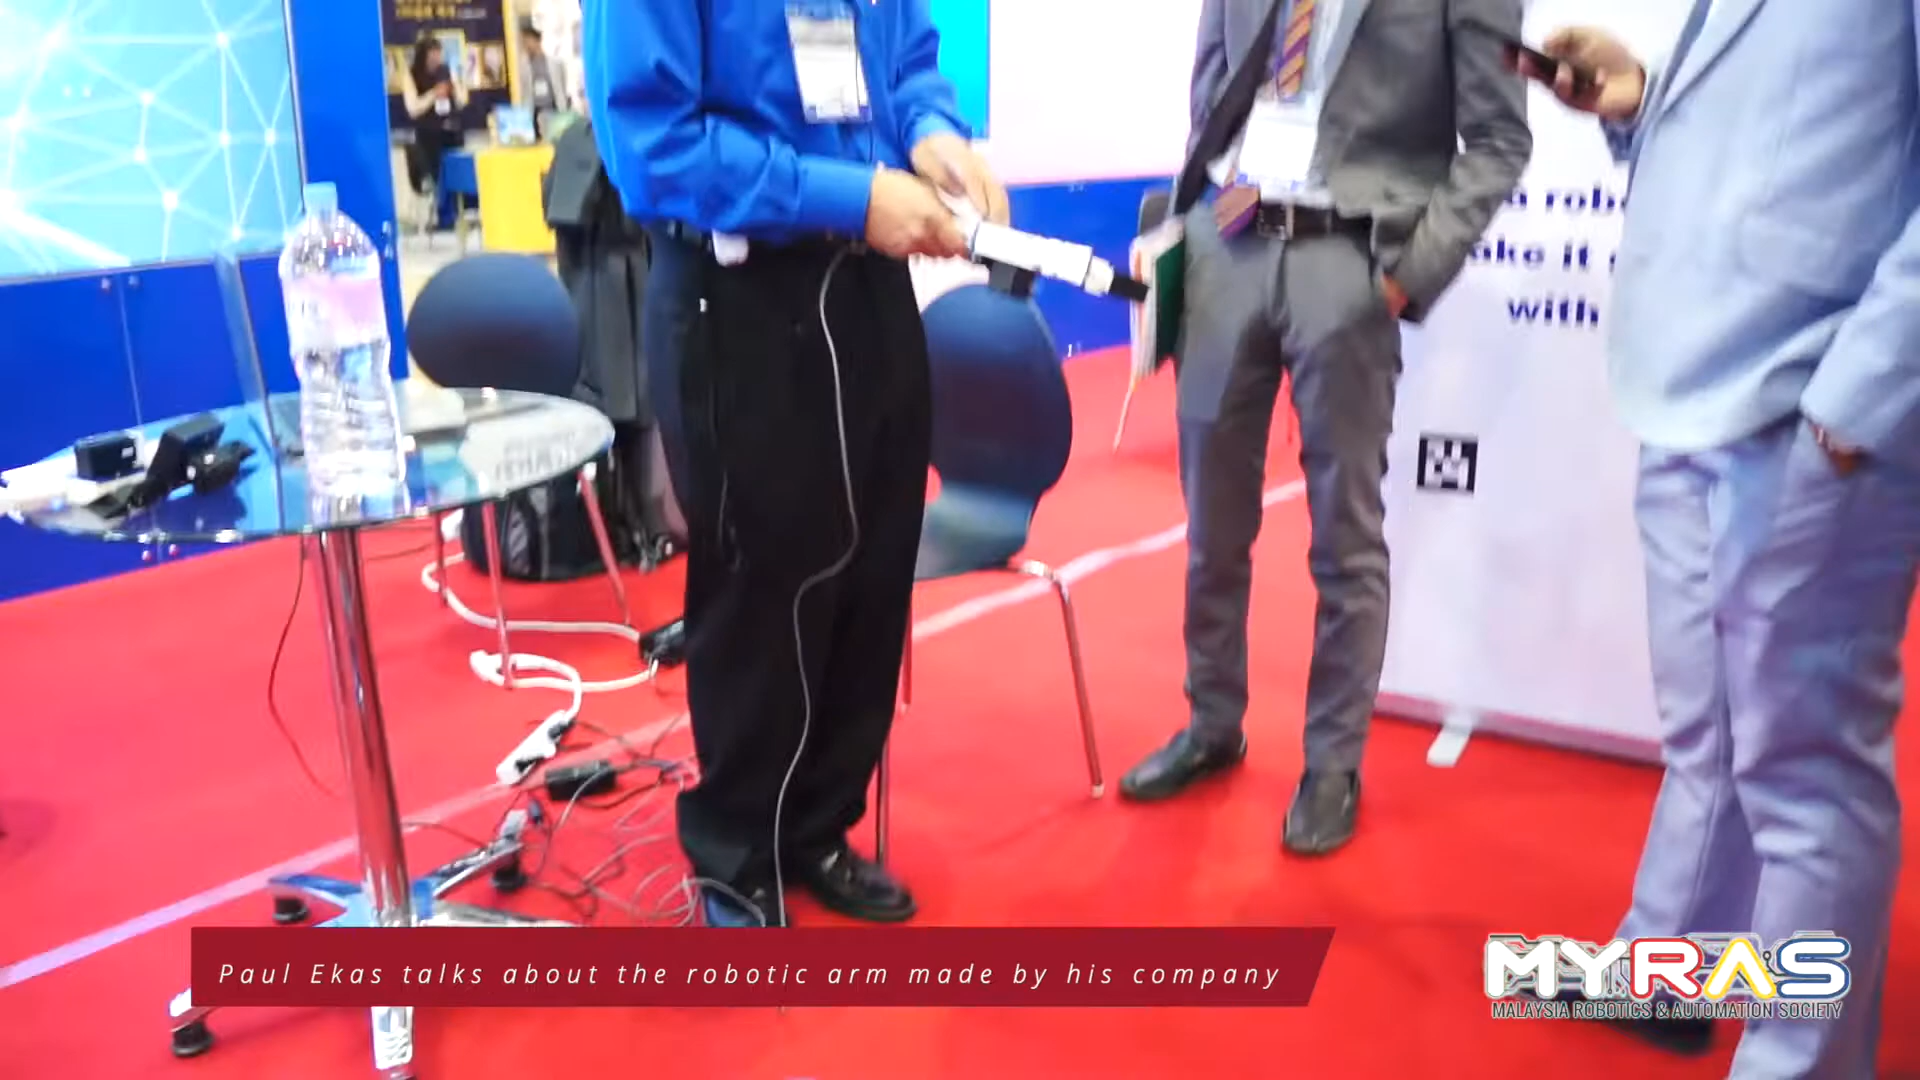 with
Paul Ekas talks about the robotic arm made by his company
MYRAS
MALAYSIA ROBOTICS & AUTOMATION SOCIETY